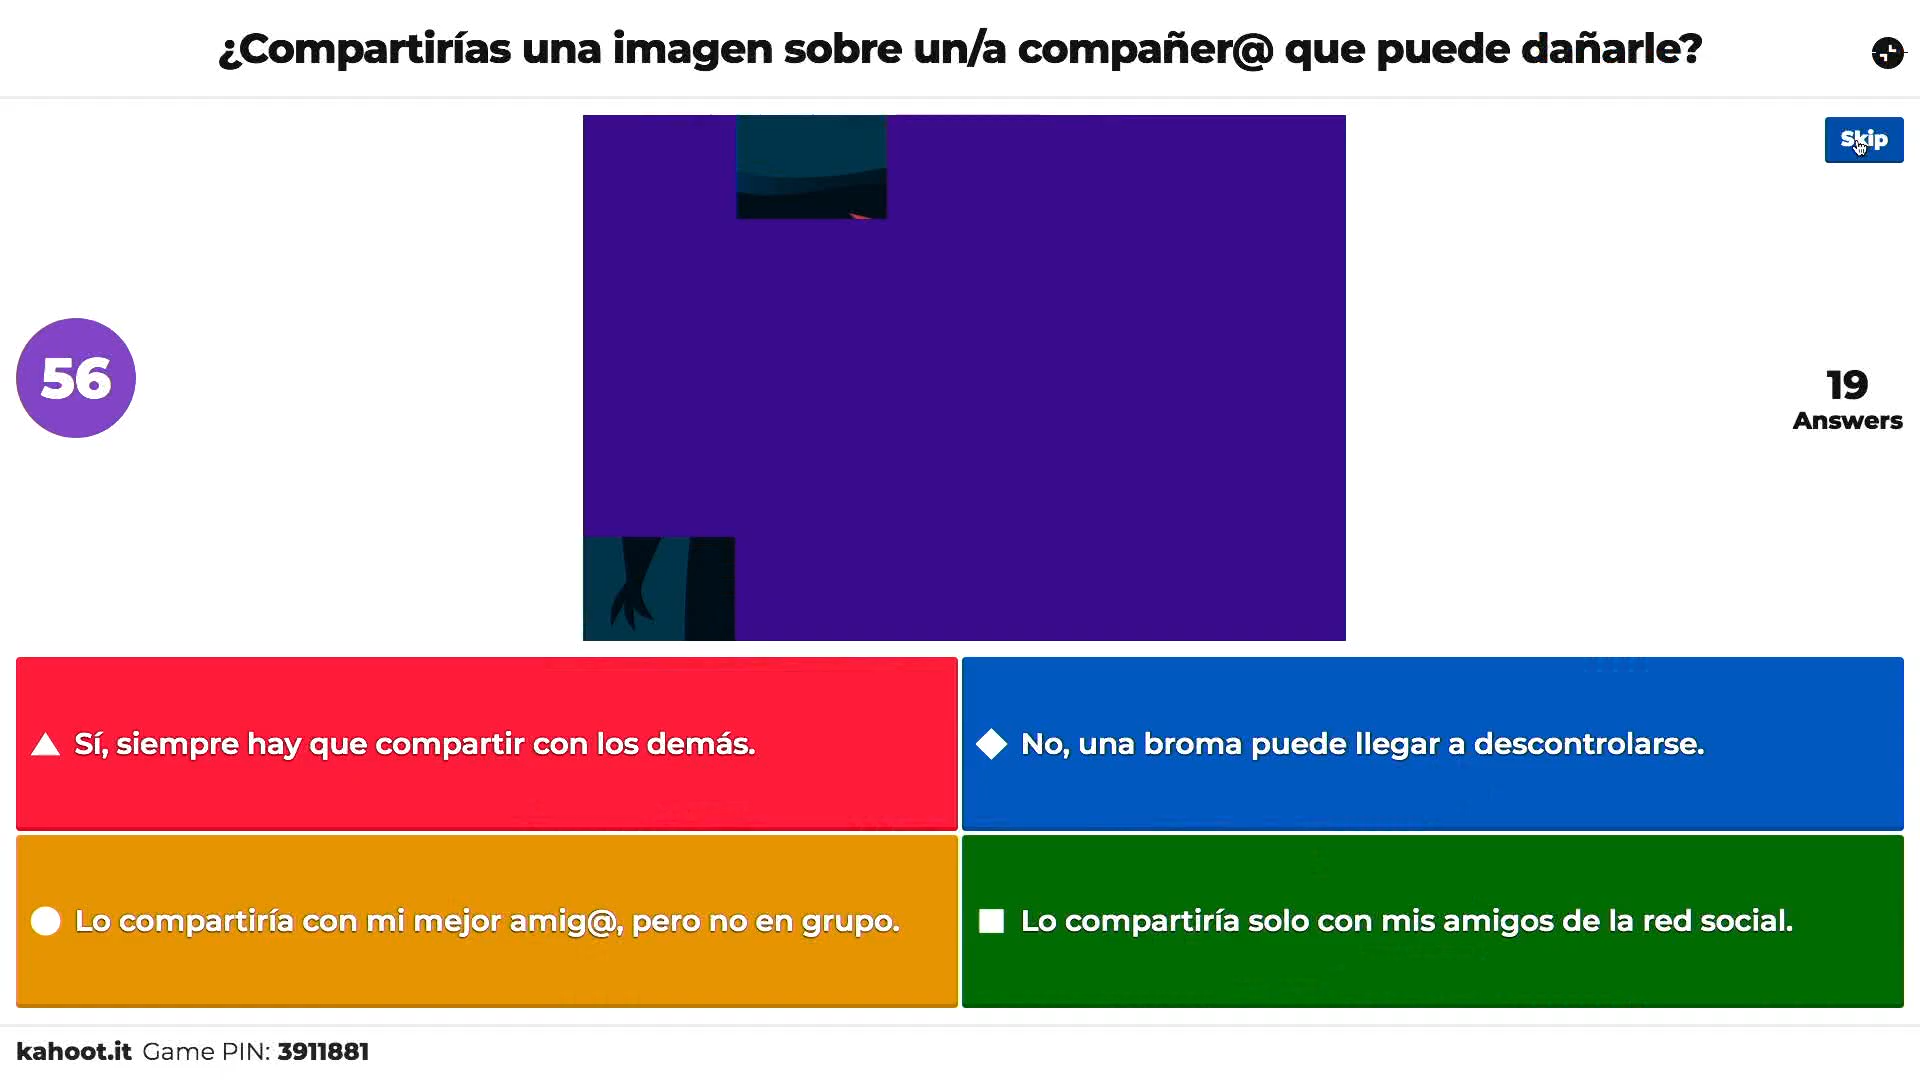 ¿Compartirías una imagen sobre un/a compañer@ que puede dañarle?
Skip
56
19
Answers
Sí, siempre hay que compartir con los demás.
No, una broma puede llegar a descontrolarse.
Lo compartiría con mi mejor amig@, pero no en grupo.
Lo compartiría solo con mis amigos de la red social.
kahoot.it Game PIN: 3911881